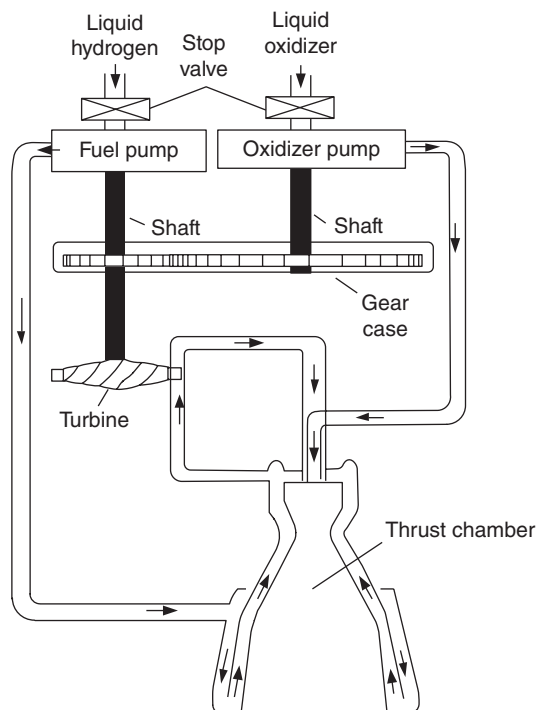 Liquid
hydrogen
Stop
valve
Liquid
oxidizer
Fuel pump
Oxidizer pump
Shaft
Shaft
Gear
case
Turbine
Thrust chamber